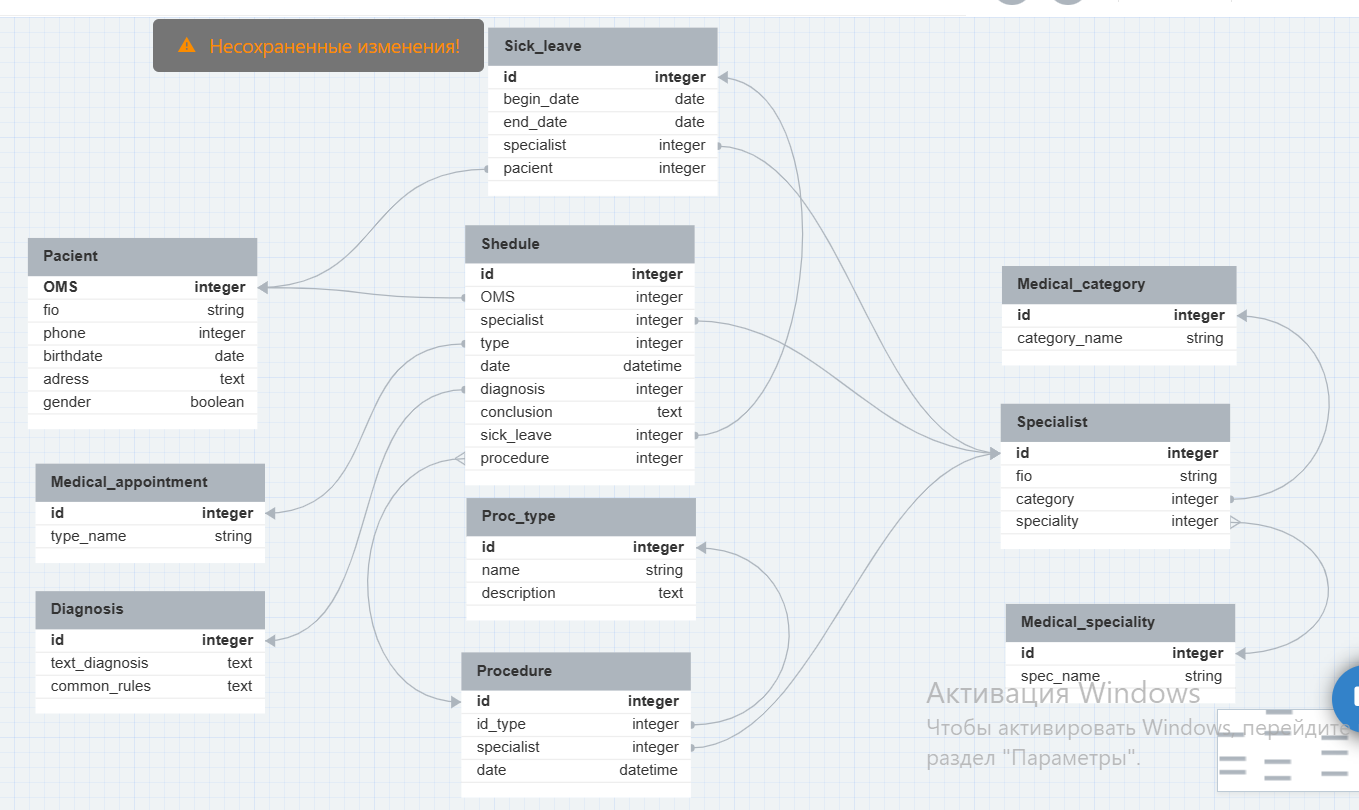 Несохраненные изменения!
Sick_leave
id integer
begin_date date
end_date date
specialist integer
pacient integer
Pacient
OMS integer
fio string
phone integer
birthdate date
adress text
gender boolean
Shedule
id integer
OMS integer
specialist integer
type integer
date datetime
diagnosis integer
conclusion text
sick_leave integer
procedure integer
Medical_category
id integer
category_name string
Specialist
id integer
fio string
category integer
speciality integer
Medical_appointment
id integer
type_name string
Proc_type
id integer
name string
description text
Diagnosis
id integer
text_diagnosis text
common_rules text
Medical_speciality
id integer
spec_name string
Procedure
id integer
id_type integer
specialist integer
date datetime
Активация Windows
Чтобы активировать Windows, перейдите
раздел "Параметры".